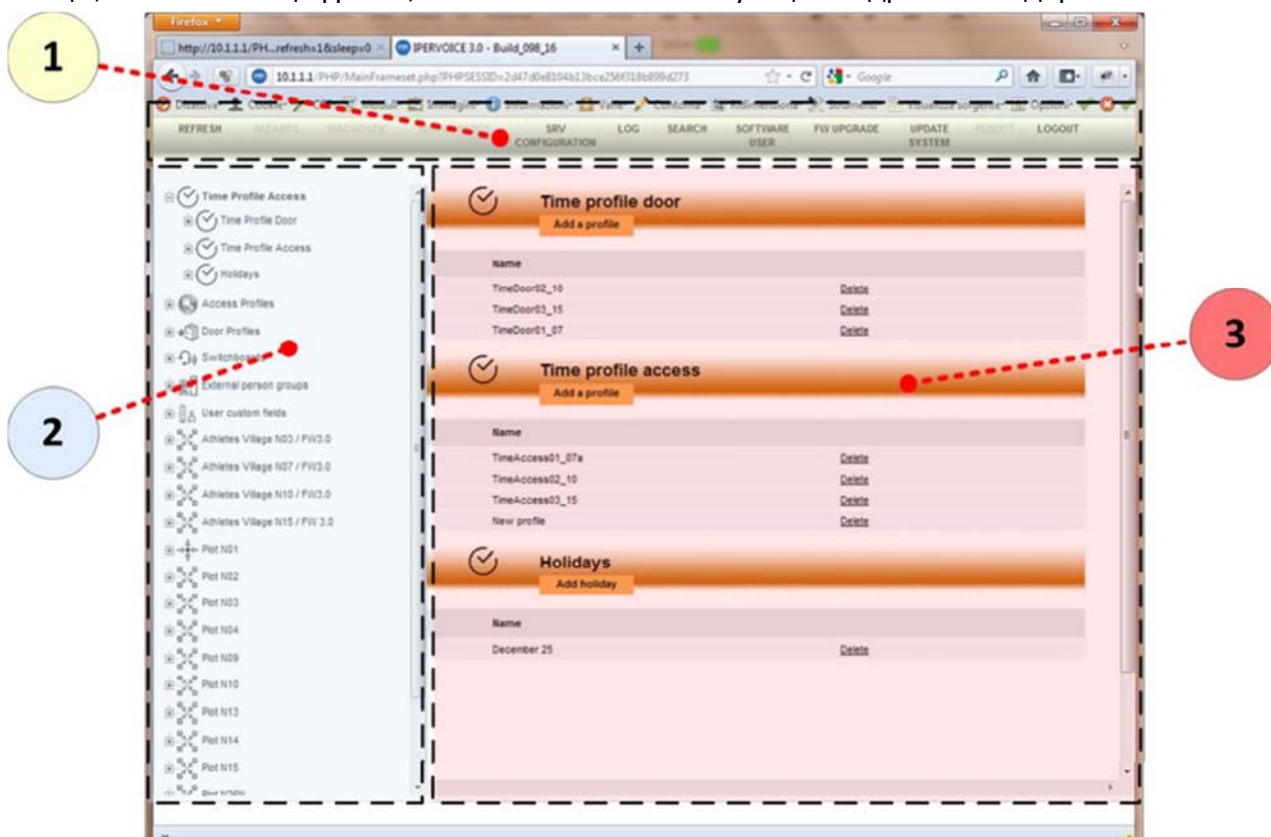 1
2
3
Firefox
http://10.1.1.1/PH...refresh=1&sleep=0
IPERVOICE 3.0 - Build_098_16
10.1.1.1/PHP/MainFrameset.php?PHPSESSID=2d47d0e8104b13bce256f318b899d273
Google
REFRESH
SRV CONFIGURATION
LOG
SEARCH
SOFTWARE USER
FW UPGRADE
UPDATE SYSTEM
REBOOT
LOGOUT
Time Profile Access
Time Profile Door
Time Profile Access
Holidays
Access Profiles
Door Profiles
External person groups
User custom fields
Athletes Village N03 / FW3.0
Athletes Village N07 / FW3.0
Athletes Village N10 / FW3.0
Athletes Village N15 / FW 3.0
Plot N01
Plot N02
Plot N03
Plot N04
Plot N09
Plot N10
Plot N13
Plot N14
Plot N15
Time profile door
Add a profile
Name
TimeDoor02_10 Delete
TimeDoor03_15 Delete
TimeDoor01_07 Delete
Time profile access
Add a profile
Name
TimeAccess01_07a Delete
TimeAccess02_10 Delete
TimeAccess03_15 Delete
New profile Delete
Holidays
Add holiday
Name
December 25 Delete